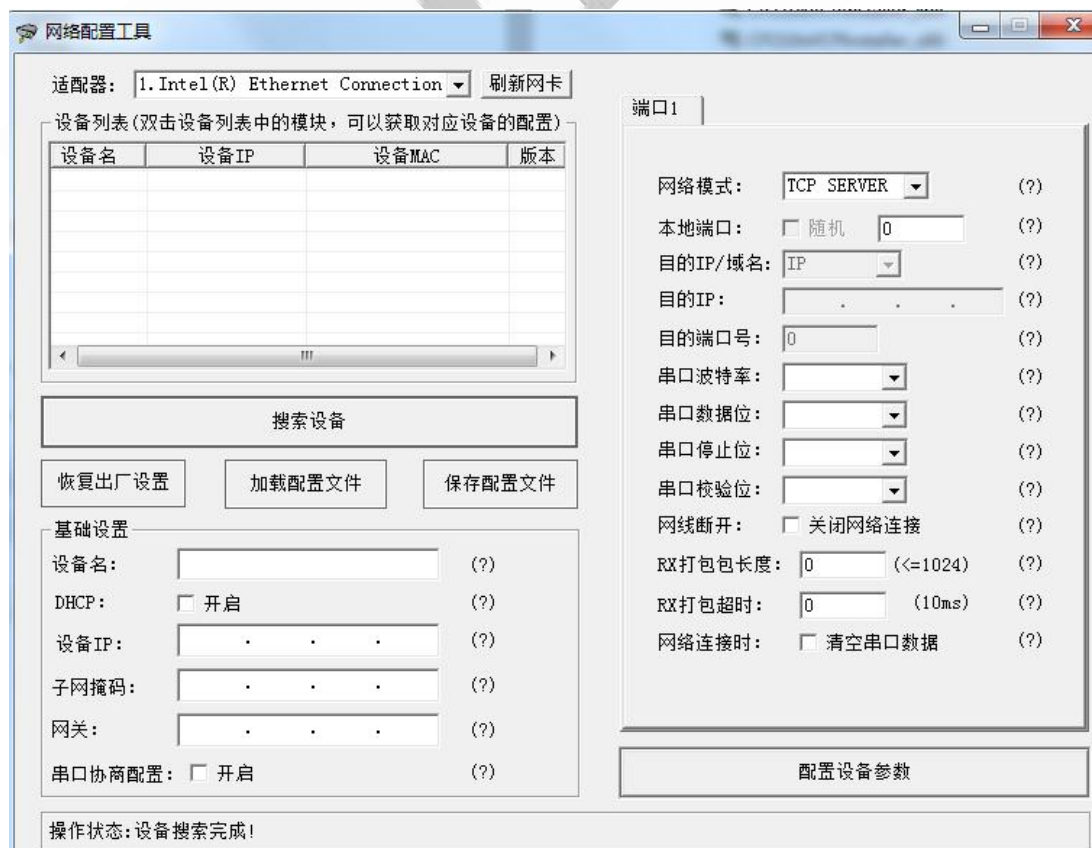 网络配置工具
适配器: 1.Intel(R) Ethernet Connection 刷新网卡
设备列表(双击设备列表中的模块，可以获取对应设备的配置)
设备名 设备IP 设备MAC 版本
搜索设备
恢复出厂设置 加载配置文件 保存配置文件
基础设置
设备名: (?)
DHCP: 开启 (?)
设备IP: . . . (?)
子网掩码: . . . (?)
网关: . . . (?)
串口协商配置: 开启 (?)
端口1
网络模式: TCP SERVER (?)
本地端口: 随机 0 (?)
目的IP/域名: IP (?)
目的IP: . . . (?)
目的端口号: 0 (?)
串口波特率: (?)
串口数据位: (?)
串口停止位: (?)
串口校验位: (?)
网线断开: 关闭网络连接 (?)
RX打包包长度: 0 (<=1024) (?)
RX打包超时: 0 (10ms) (?)
网络连接时: 清空串口数据 (?)
配置设备参数
操作状态:设备搜索完成!